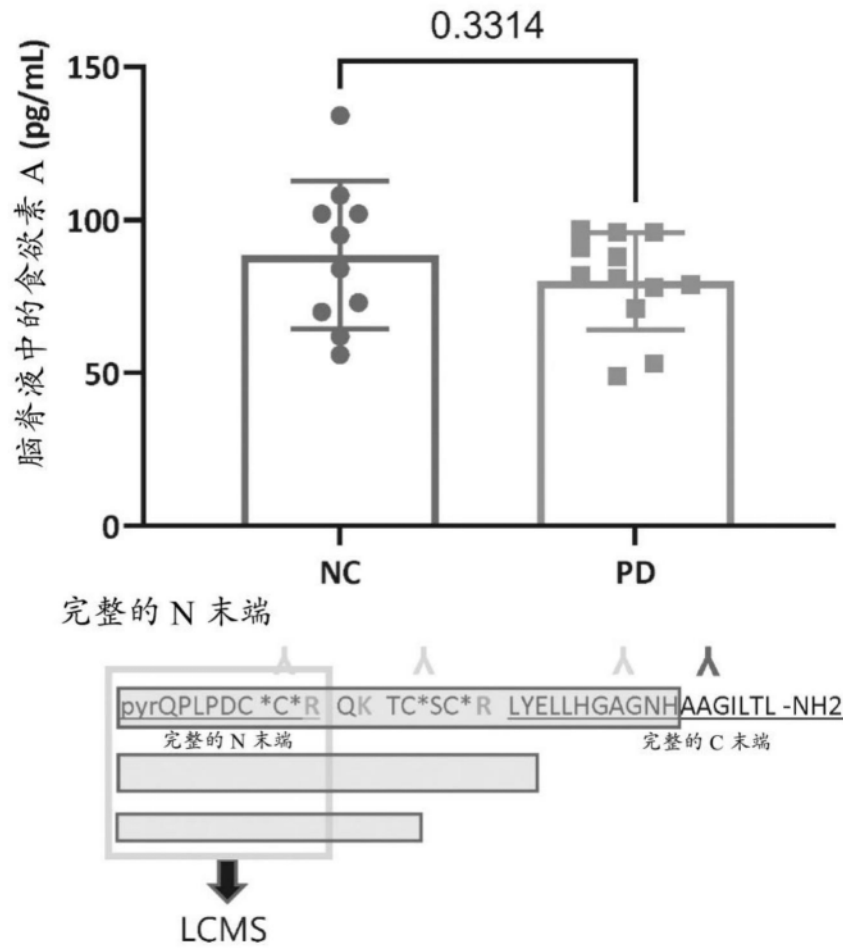 0.3314
150
100
50
0
脑脊液中的食欲素 A (pg/mL)
NC PD
完整的 N 末端
pyrQPLPDC *C*R QK TC*SC*R LYELLHGAGNHAAGILTL -NH2
完整的 N 末端 完整的 C 末端
LCMS